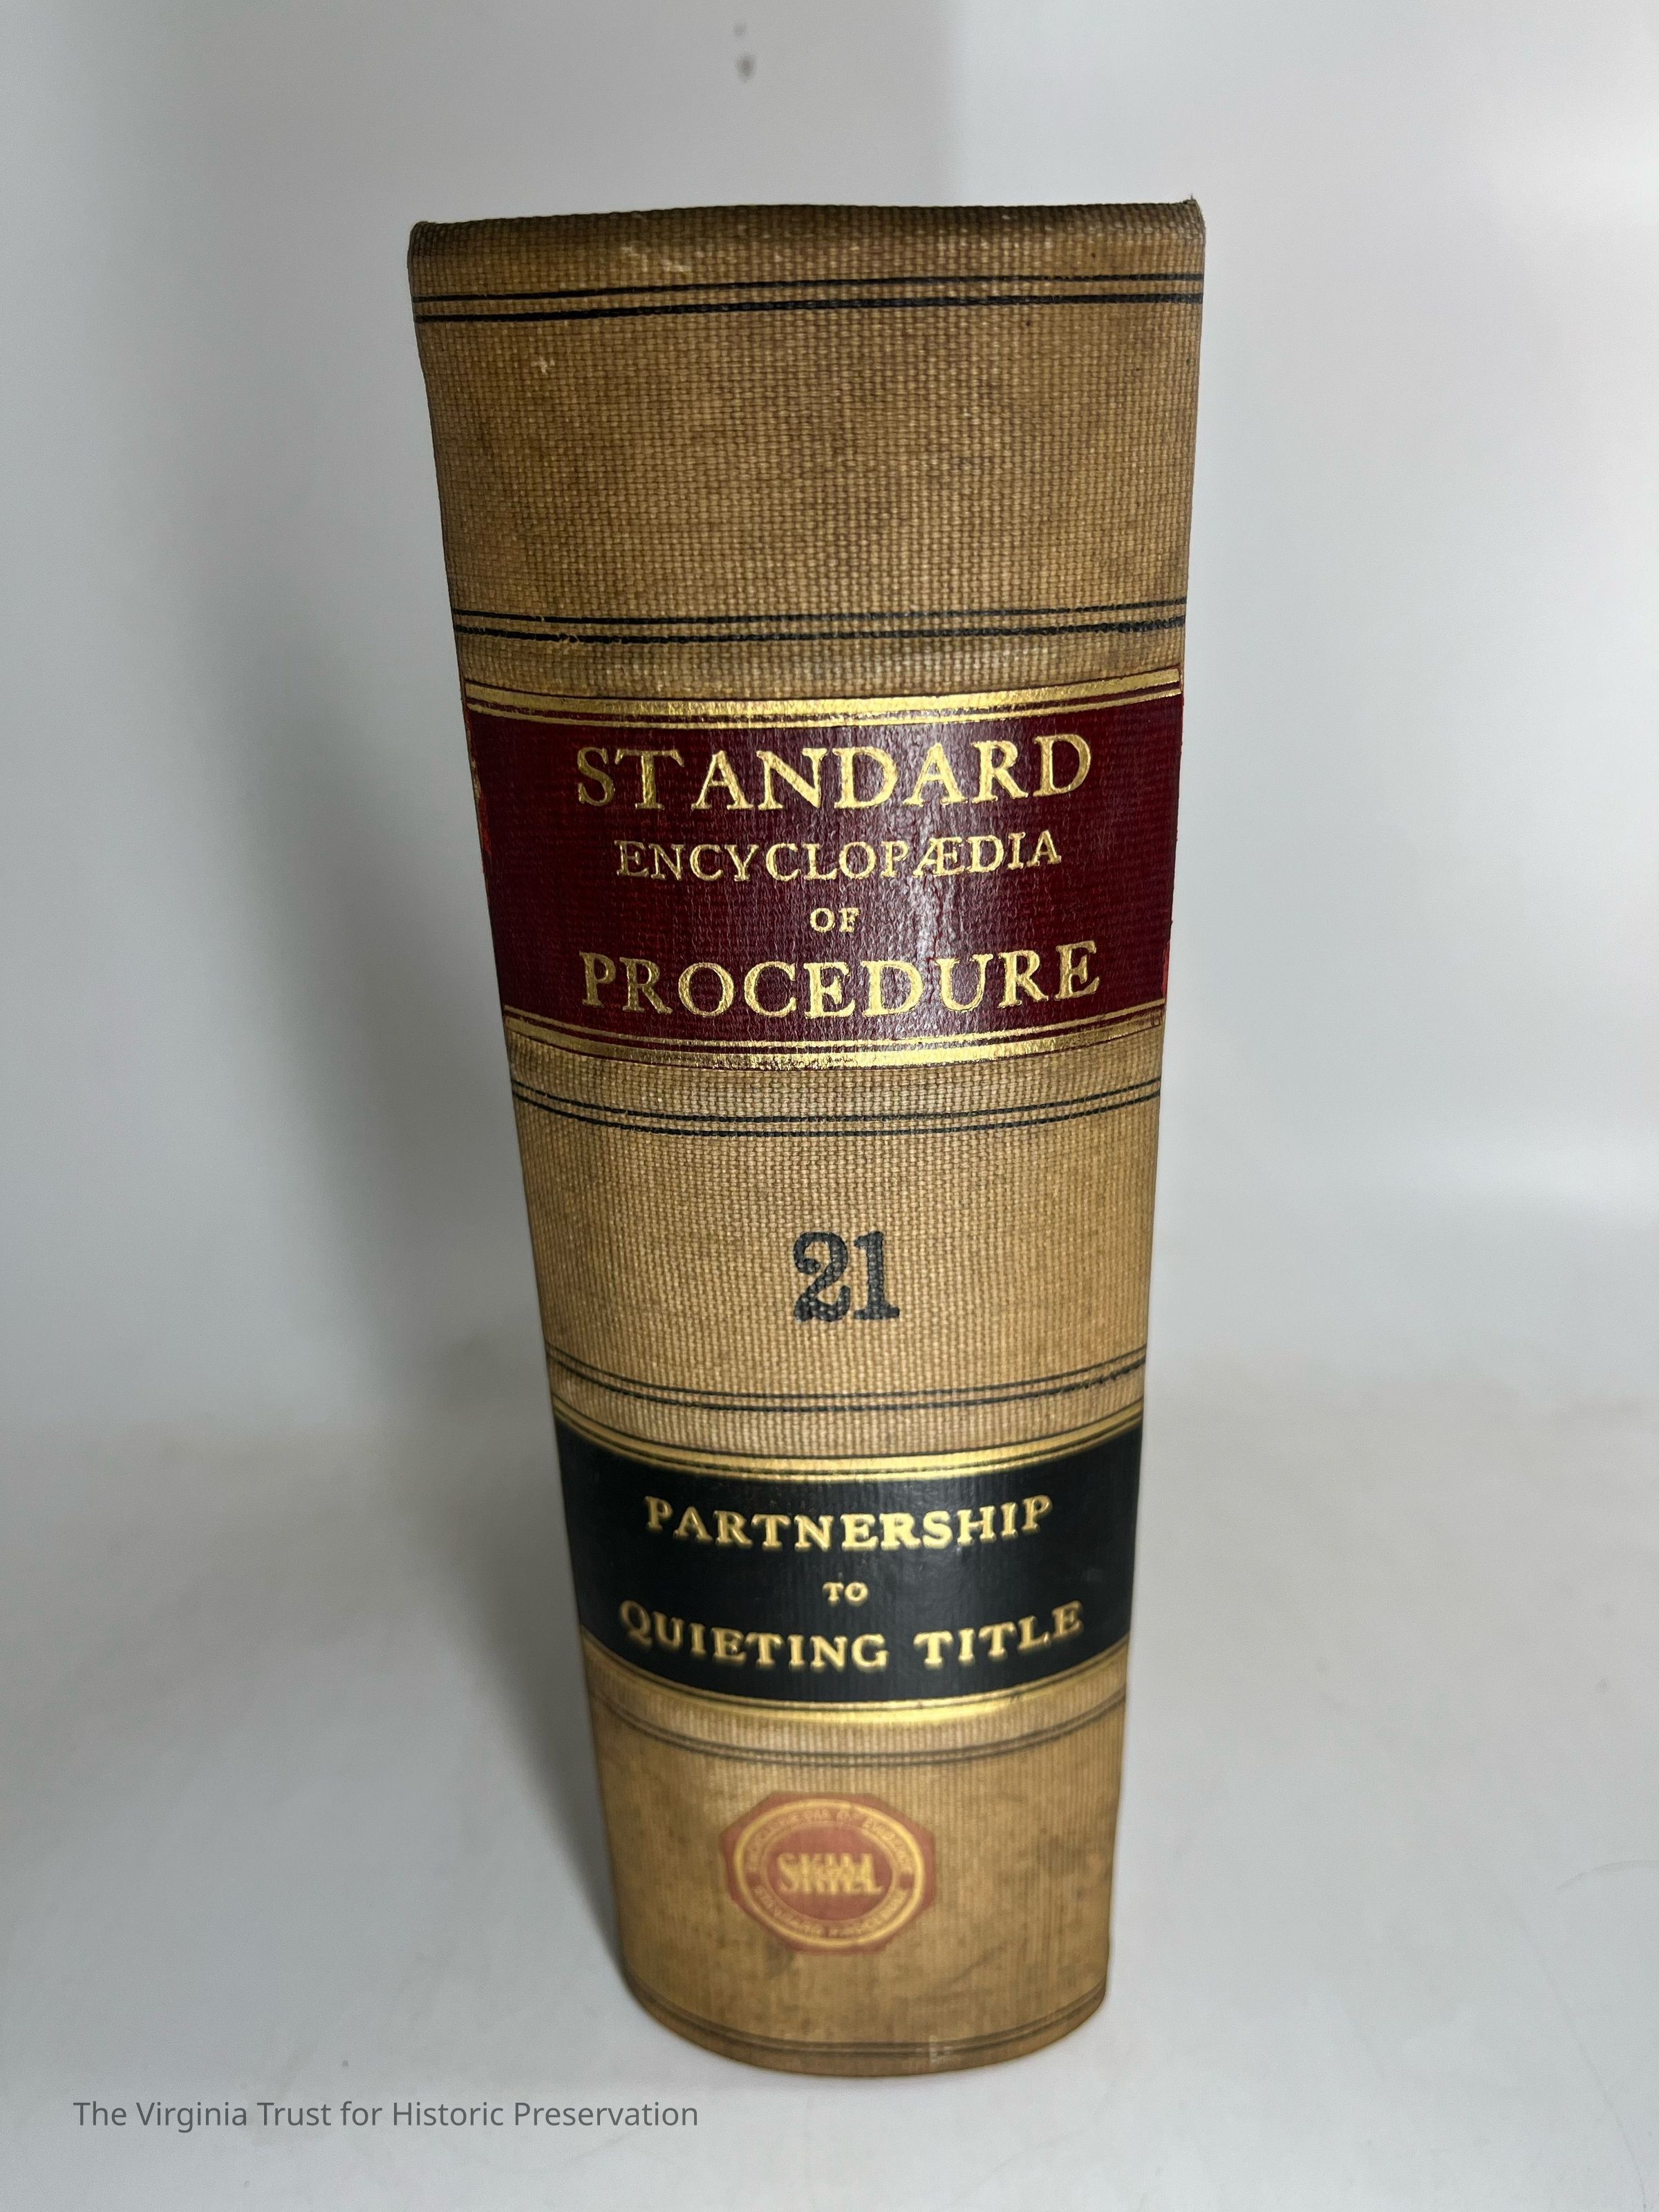 STANDARD
ENCYCLOPÆDIA
OF
PROCEDURE
21
PARTNERSHIP
TO
QUIETING TITLE
The Virginia Trust for Historic Preservation